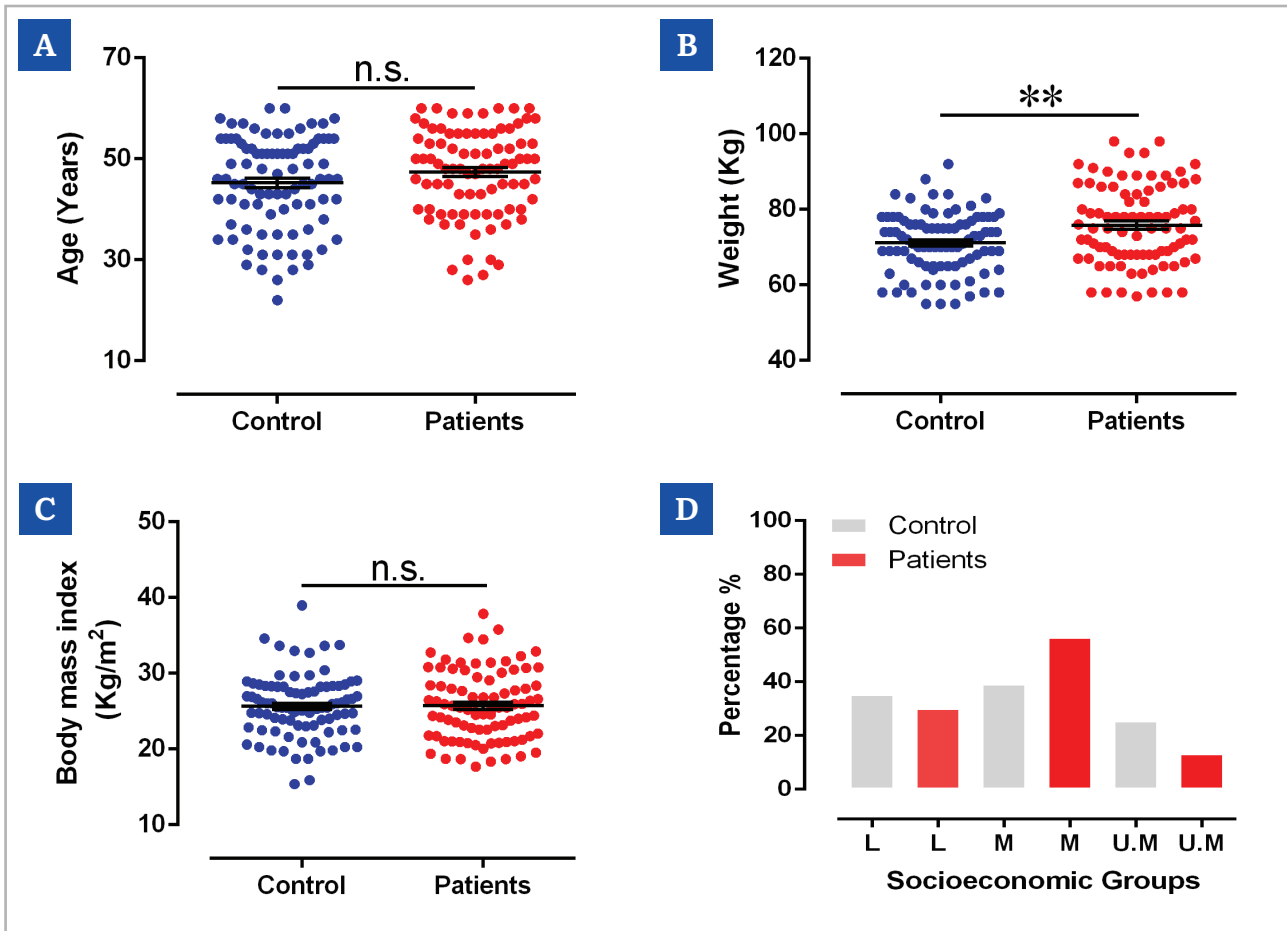 A
70
50
30
10
Age (Years)
n.s.
Control
Patients
B
120
100
80
60
40
Weight (Kg)
**
Control
Patients
C
50
40
30
20
10
Body mass index
(Kg/m²)
n.s.
Control
Patients
D
100
80
60
40
20
0
Percentage %
Control
Patients
L
L
M
M
U.M
U.M
Socioeconomic Groups